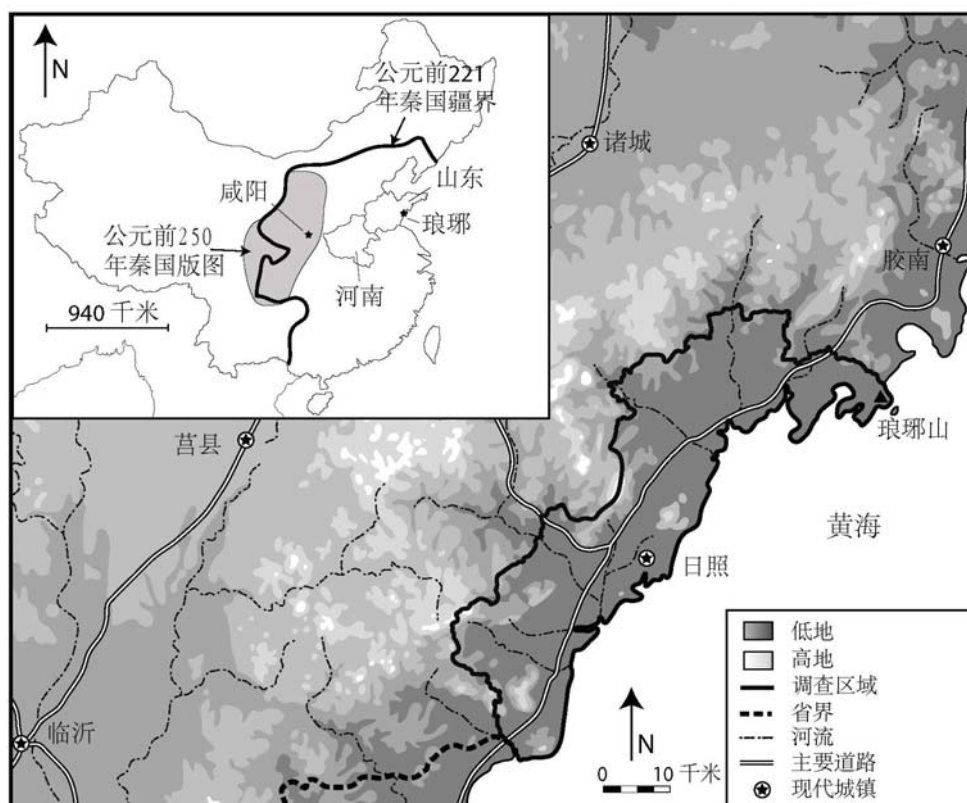 N
公元前221
年秦国疆界
咸阳
山东
琅琊
公元前250
年秦国版图
河南
940 千米
诸城
胶南
琅琊山
莒县
黄海
日照
临沂
N
0 10 千米
低地
高地
调查区域
省界
河流
主要道路
现代城镇